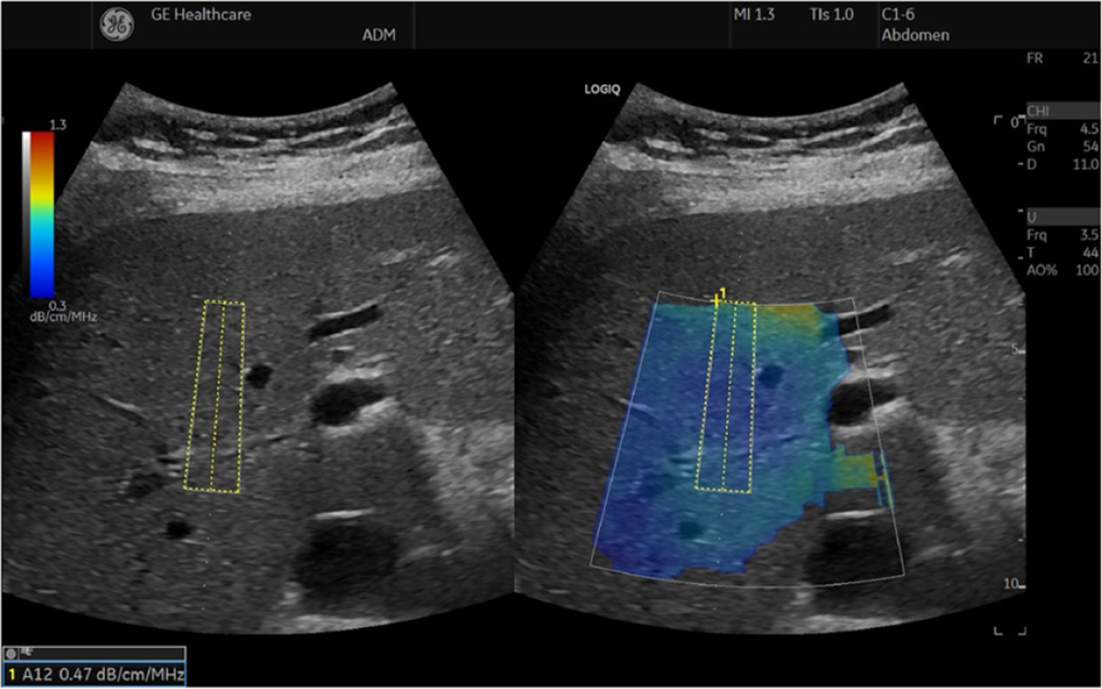 GE Healthcare
ADM
MI 1.3 TIs 1.0
C1-6
Abdomen
FR 21
LOGIQ
CHI
Frq 4.5
Gn 54
D 11.0
U
Frq 3.5
T 44
AO% 100
1.3
0.3
dB/cm/MHz
0
5
10
1
1 A12 0.47 dB/cm/MHz